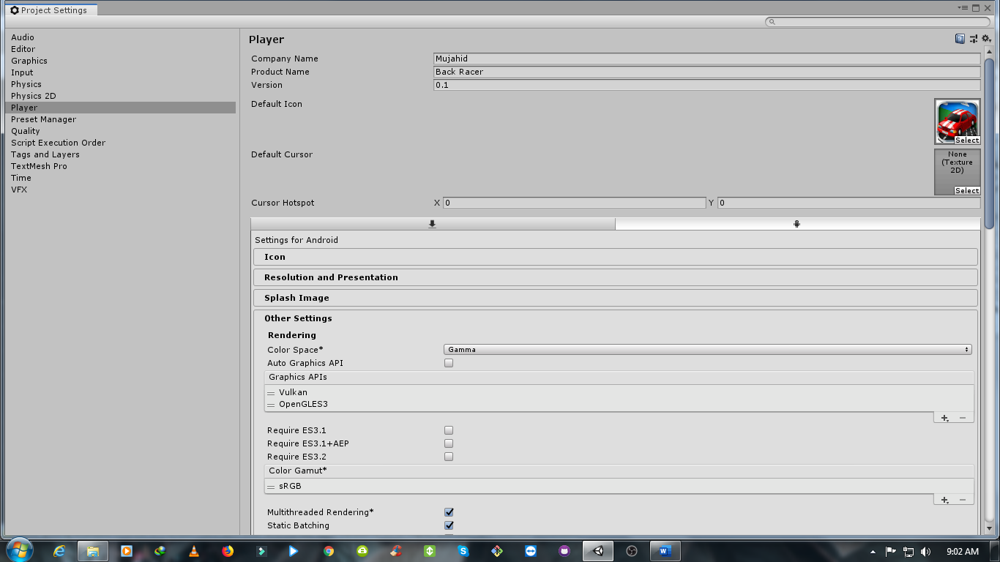 Project Settings
Audio
Editor
Graphics
Input
Physics
Physics 2D
Player
Preset Manager
Quality
Script Execution Order
Tags and Layers
TextMesh Pro
Time
VFX
Player
Company Name Mujahid
Product Name Back Racer
Version 0.1
Default Icon
Select
Default Cursor
None
(Texture
2D)
Select
Cursor Hotspot X 0 Y 0
Settings for Android
Icon
Resolution and Presentation
Splash Image
Other Settings
Rendering
Color Space* Gamma
Auto Graphics API
Graphics APIs
Vulkan
OpenGLES3
Require ES3.1
Require ES3.1+AEP
Require ES3.2
Color Gamut*
sRGB
Multithreaded Rendering*
Static Batching
9:02 AM